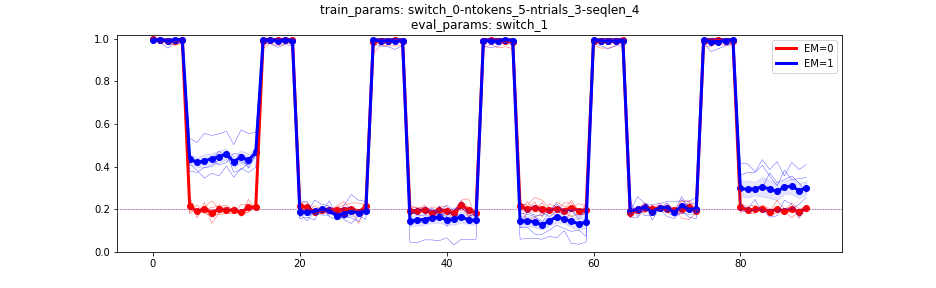 train_params: switch_0-ntokens_5-ntrials_3-seqlen_4
eval_params: switch_1
1.0
0.8
0.6
0.4
0.2
0.0
EM=0
EM=1
0
20
40
60
80